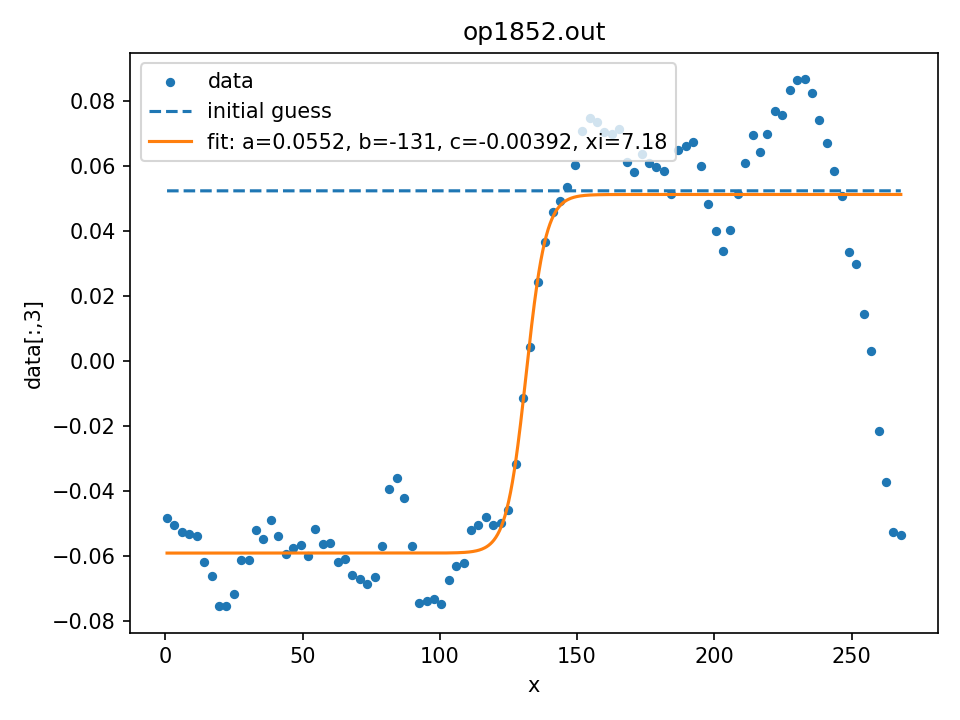 op1852.out
data
initial guess
fit: a=0.0552, b=-131, c=-0.00392, xi=7.18
0.08
0.06
0.04
0.02
0.00
−0.02
−0.04
−0.06
−0.08
data[:,3]
0 50 100 150 200 250
x